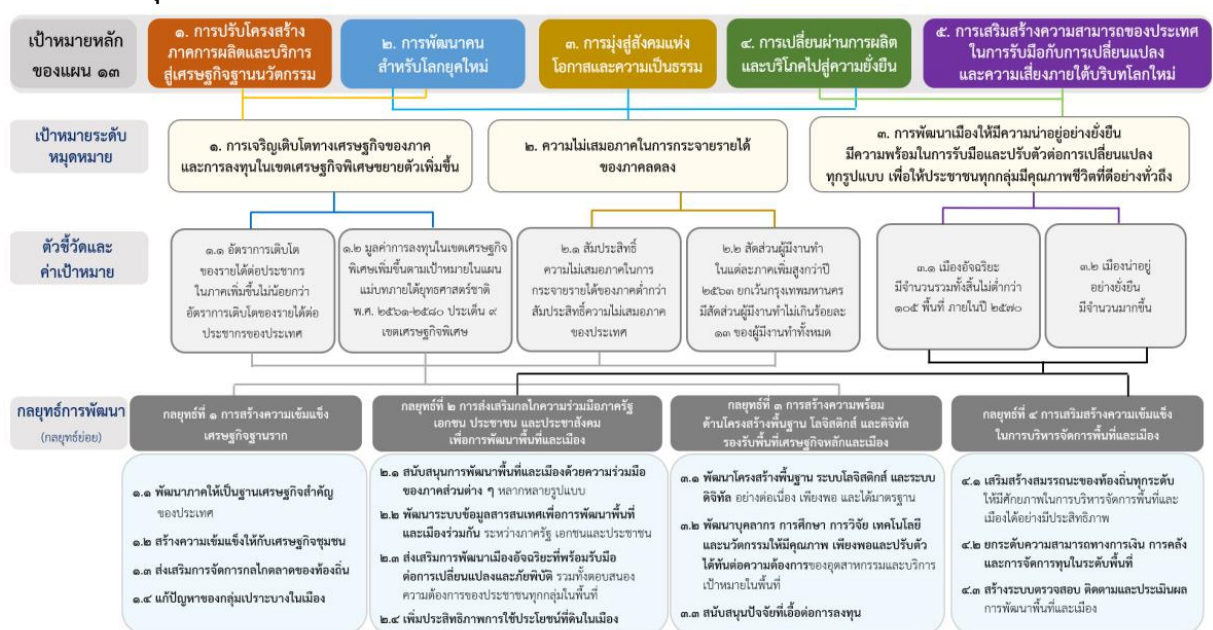 เป้าหมายหลัก
ของแผน ๑๓
๑. การปรับโครงสร้าง
ภาคการผลิตและบริการ
สู่เศรษฐกิจฐานนวัตกรรม
๒. การพัฒนาคน
สำหรับโลกยุคใหม่
๓. การมุ่งสู่สังคมแห่ง
โอกาสและความเป็นธรรม
๔. การเปลี่ยนผ่านการผลิต
และบริโภคไปสู่ความยั่งยืน
๕. การเสริมสร้างความสามารถของประเทศ
ในการรับมือกับการเปลี่ยนแปลง
และความเสี่ยงภายใต้บริบทโลกใหม่
เป้าหมายระดับ
หมุดหมาย
๑. การเจริญเติบโตทางเศรษฐกิจของภาค
และการลงทุนในเขตเศรษฐกิจพิเศษขยายตัวเพิ่มขึ้น
๒. ความไม่เสมอภาคในการกระจายรายได้
ของภาคลดลง
๓. การพัฒนาเมืองให้มีความน่าอยู่อย่างยั่งยืน
มีความพร้อมในการรับมือและปรับตัวต่อการเปลี่ยนแปลง
ทุกรูปแบบ เพื่อให้ประชาชนทุกกลุ่มมีคุณภาพชีวิตที่ดีอย่างทั่วถึง
ตัวชี้วัดและ
ค่าเป้าหมาย
๑.๑ อัตราการเติบโต
ของรายได้ต่อประชากร
ในภาคเพิ่มขึ้นไม่น้อยกว่า
อัตราการเติบโตของรายได้ต่อ
ประชากรของประเทศ
๑.๒ มูลค่าการลงทุนในเขตเศรษฐกิจ
พิเศษเพิ่มขึ้นตามเป้าหมายในแผน
แม่บทภายใต้ยุทธศาสตร์ชาติ
พ.ศ. ๒๕๖๑-๒๕๘๐ ประเด็น ๙
เขตเศรษฐกิจพิเศษ
๒.๑ สัมประสิทธิ์
ความไม่เสมอภาคในการ
กระจายรายได้ของภาคต่ำกว่า
สัมประสิทธิ์ความไม่เสมอภาค
ของประเทศ
๒.๒ สัดส่วนผู้มีงานทำ
ในแต่ละภาคเพิ่มสูงกว่าปี
๒๕๖๓ ยกเว้นกรุงเทพมหานคร
มีสัดส่วนผู้มีงานทำไม่เกินร้อยละ
๑๓ ของผู้มีงานทำทั้งหมด
๓.๑ เมืองอัจฉริยะ
มีจำนวนรวมทั้งสิ้นไม่ต่ำกว่า
๑๐๕ พื้นที่ ภายในปี ๒๕๗๐
๓.๒ เมืองน่าอยู่
อย่างยั่งยืน
มีจำนวนมากขึ้น
กลยุทธ์การพัฒนา
(กลยุทธ์ย่อย)
กลยุทธ์ที่ ๑ การสร้างความเข้มแข็ง
เศรษฐกิจฐานราก
๑.๑ พัฒนาภาคให้เป็นฐานเศรษฐกิจสำคัญ
ของประเทศ
๑.๒ สร้างความเข้มแข็งให้กับเศรษฐกิจชุมชน
๑.๓ ส่งเสริมการจัดการกลไกตลาดของท้องถิ่น
๑.๔ แก้ปัญหาของกลุ่มเปราะบางในเมือง
กลยุทธ์ที่ ๒ การส่งเสริมกลไกความร่วมมือภาครัฐ
เอกชน ประชาชน และประชาสังคม
เพื่อการพัฒนาพื้นที่และเมือง
๒.๑ สนับสนุนการพัฒนาพื้นที่และเมืองด้วยความร่วมมือ
ของภาคส่วนต่าง ๆ หลากหลายรูปแบบ
๒.๒ พัฒนาระบบข้อมูลสารสนเทศเพื่อการพัฒนาพื้นที่
และเมืองร่วมกัน ระหว่างภาครัฐ เอกชนและประชาชน
๒.๓ ส่งเสริมการพัฒนาเมืองอัจฉริยะที่พร้อมรับมือ
ต่อการเปลี่ยนแปลงและภัยพิบัติ รวมทั้งตอบสนอง
ความต้องการของประชาชนทุกกลุ่มในพื้นที่
๒.๔ เพิ่มประสิทธิภาพการใช้ประโยชน์ที่ดินในเมือง
กลยุทธ์ที่ ๓ การสร้างความพร้อม
ด้านโครงสร้างพื้นฐาน โลจิสติกส์ และดิจิทัล
รองรับพื้นที่เศรษฐกิจหลักและเมือง
๓.๑ พัฒนาโครงสร้างพื้นฐาน ระบบโลจิสติกส์ และระบบ
ดิจิทัล อย่างต่อเนื่อง เพียงพอ และได้มาตรฐาน
๓.๒ พัฒนาบุคลากร การศึกษา การวิจัย เทคโนโลยี
และนวัตกรรมให้มีคุณภาพ เพียงพอและปรับตัว
ได้ทันต่อความต้องการของอุตสาหกรรมและบริการ
เป้าหมายในพื้นที่
๓.๓ สนับสนุนปัจจัยที่เอื้อต่อการลงทุน
กลยุทธ์ที่ ๔ การเสริมสร้างความเข้มแข็ง
ในการบริหารจัดการพื้นที่และเมือง
๔.๑ เสริมสร้างสมรรถนะของท้องถิ่นทุกระดับ
ให้มีศักยภาพในการบริหารจัดการพื้นที่และ
เมืองได้อย่างมีประสิทธิภาพ
๔.๒ ยกระดับความสามารถทางการเงิน การคลัง
และการจัดการทุนในระดับพื้นที่
๔.๓ สร้างระบบตรวจสอบ ติดตามและประเมินผล
การพัฒนาพื้นที่และเมือง